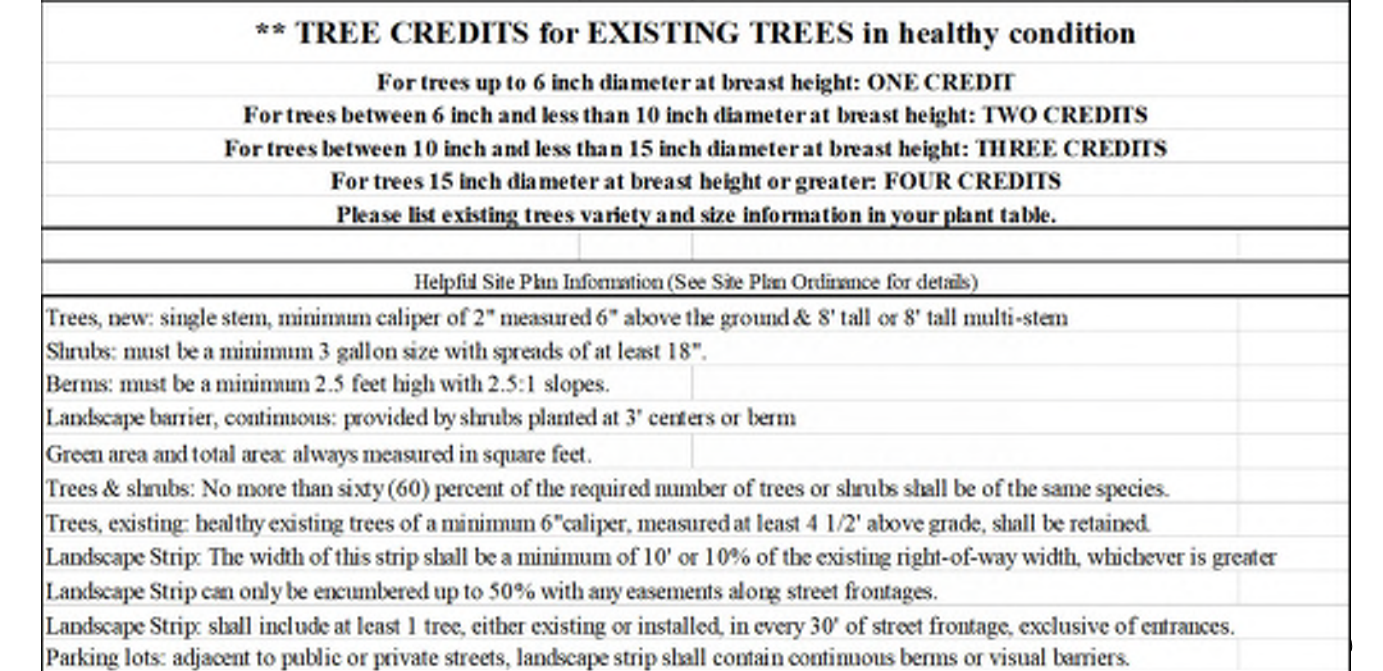 ** TREE CREDITS for EXISTING TREES in healthy condition
For trees up to 6 inch diameter at breast height: ONE CREDIT
For trees between 6 inch and less than 10 inch diameter at breast height: TWO CREDITS
For trees between 10 inch and less than 15 inch diameter at breast height: THREE CREDITS
For trees 15 inch diameter at breast height or greater: FOUR CREDITS
Please list existing trees variety and size information in your plant table.
Helpful Site Plan Information (See Site Plan Ordinance for details)
Trees, new: single stem, minimum caliper of 2" measured 6" above the ground & 8' tall or 8' tall multi-stem
Shrubs: must be a minimum 3 gallon size with spreads of at least 18".
Berms: must be a minimum 2.5 feet high with 2.5:1 slopes.
Landscape barrier, continuous: provided by shrubs planted at 3' centers or berm
Green area and total area: always measured in square feet.
Trees & shrubs: No more than sixty (60) percent of the required number of trees or shrubs shall be of the same species.
Trees, existing: healthy existing trees of a minimum 6"caliper, measured at least 4 1/2' above grade, shall be retained.
Landscape Strip: The width of this strip shall be a minimum of 10' or 10% of the existing right-of-way width, whichever is greater
Landscape Strip can only be encumbered up to 50% with any easements along street frontages.
Landscape Strip: shall include at least 1 tree, either existing or installed, in every 30' of street frontage, exclusive of entrances.
Parking lots: adjacent to public or private streets, landscape strip shall contain continuous berms or visual barriers.